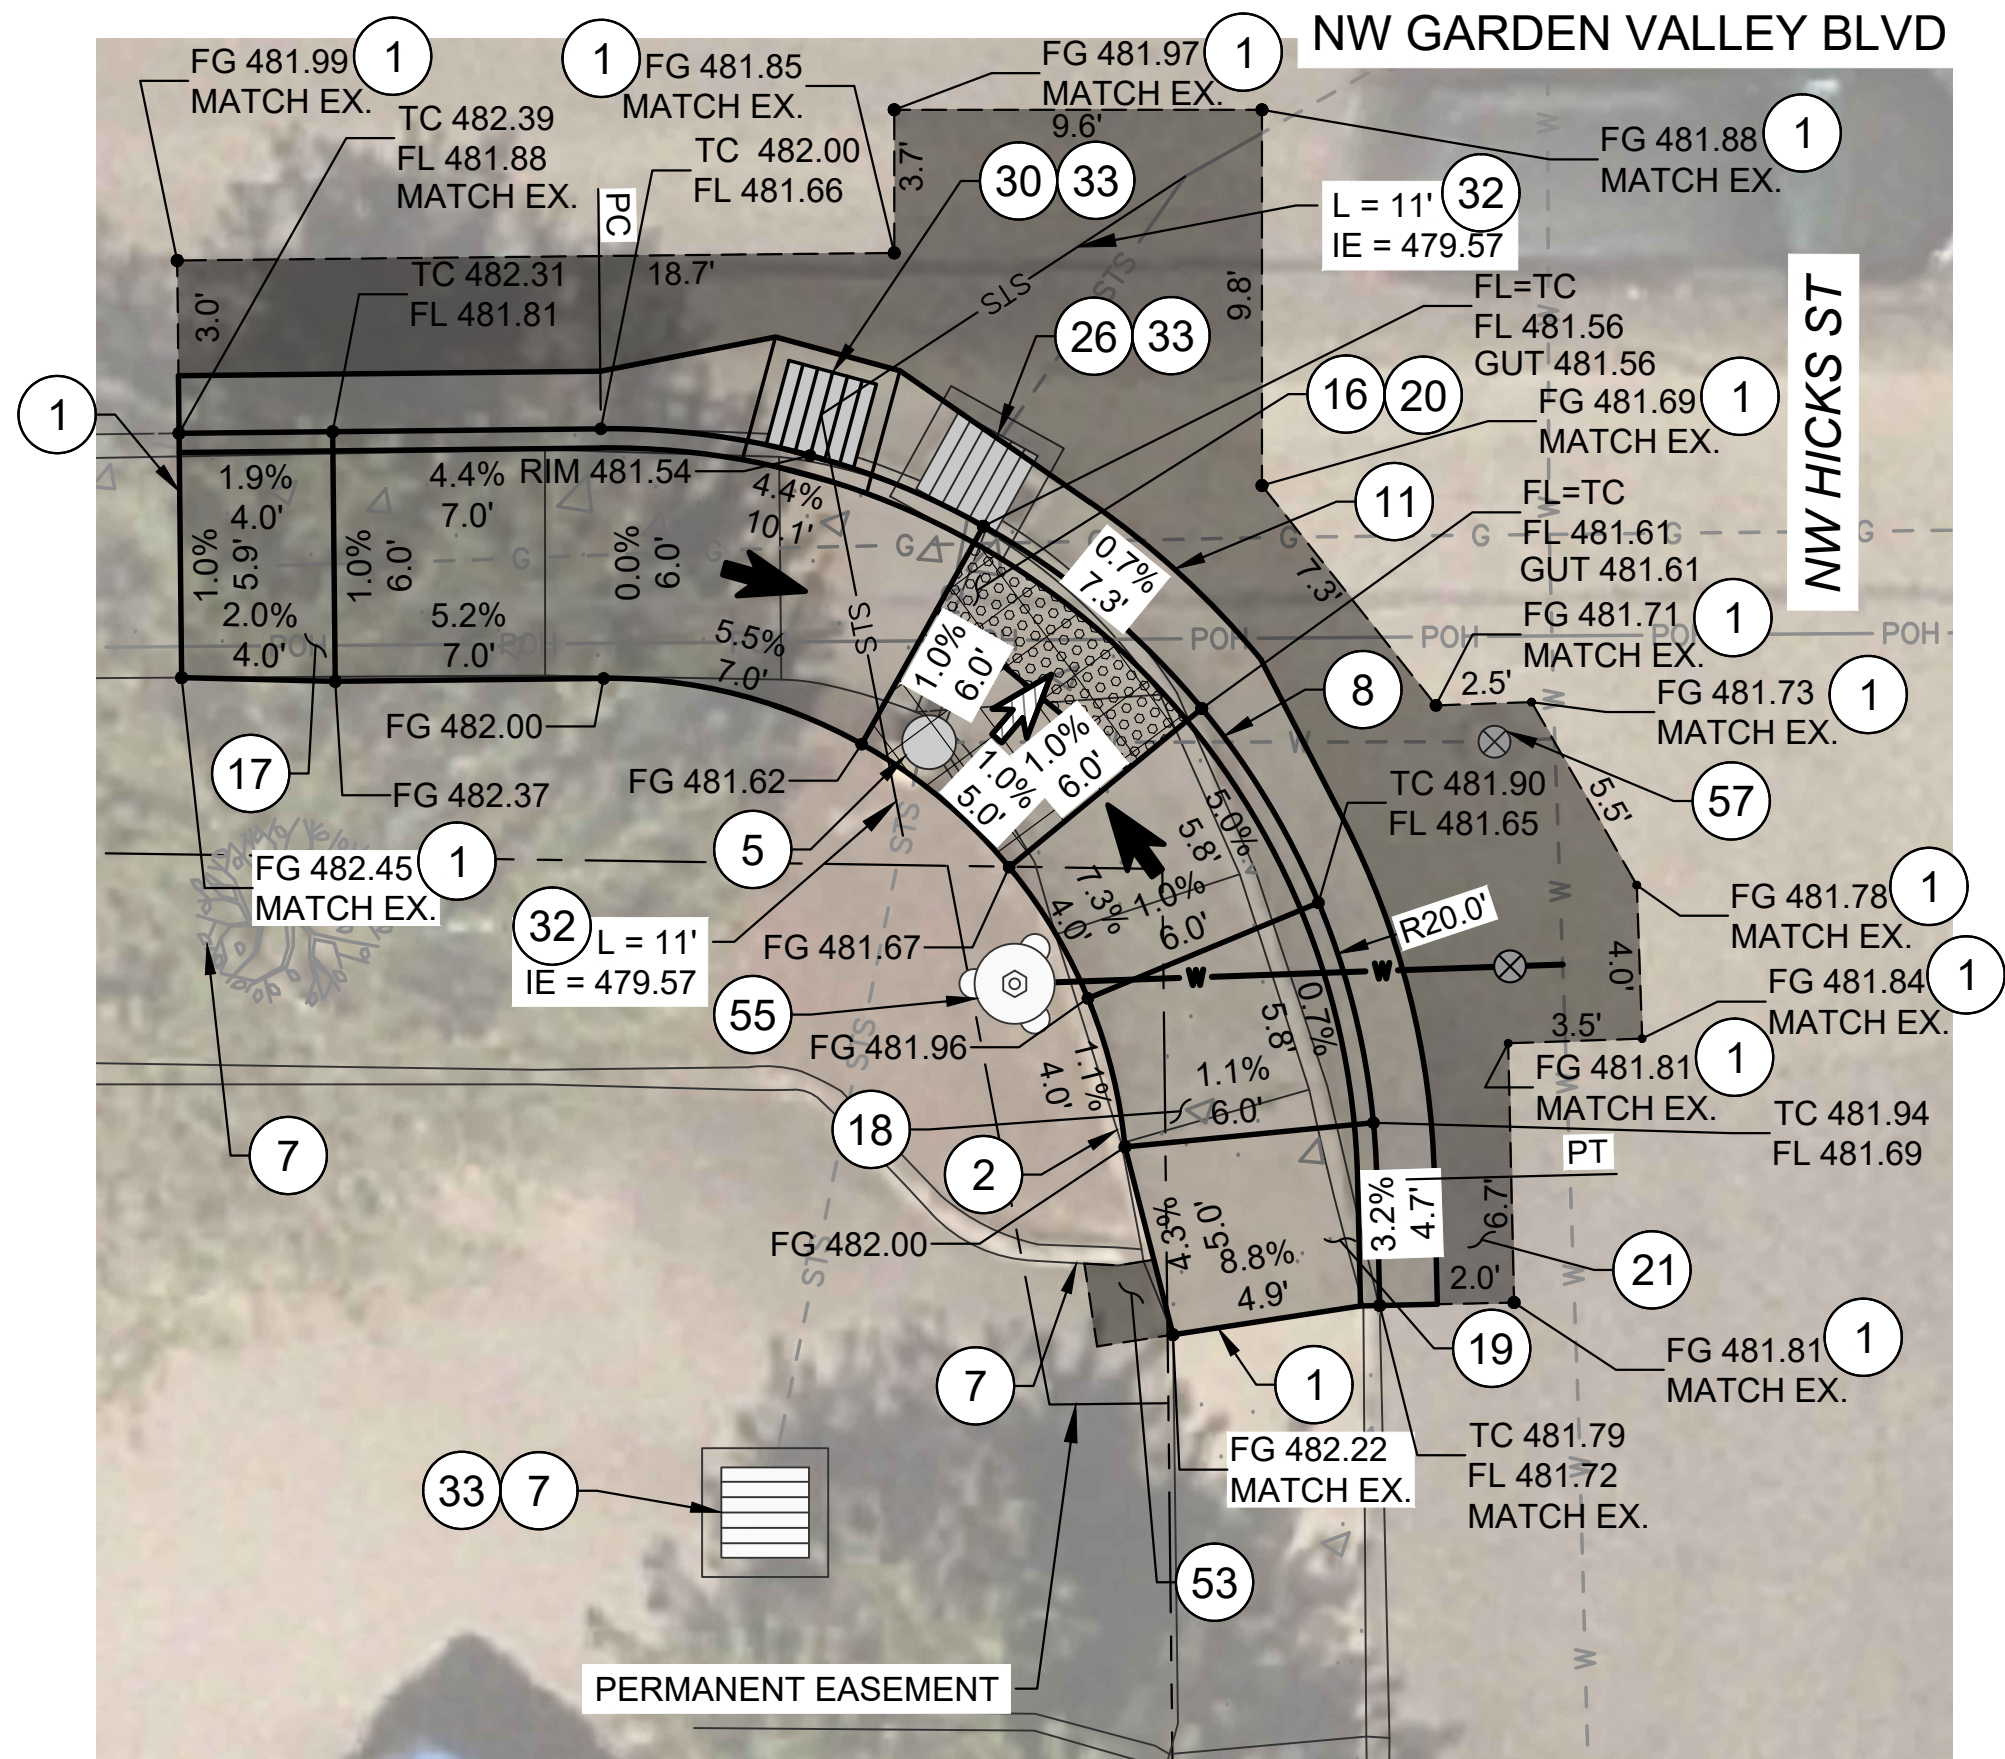 NW GARDEN VALLEY BLVD
FG 481.99
MATCH EX.
1
1
FG 481.85
MATCH EX.
FG 481.97
MATCH EX.
1
TC 482.39
FL 481.88
MATCH EX.
TC 482.00
FL 481.66
9.6'
3.7'
FG 481.88
MATCH EX.
1
30
33
PC
L = 11'
IE = 479.57
32
STS
STS
W
TC 482.31
FL 481.81
18.7'
3.0'
9.8'
NW HICKS ST
26
33
FL=TC
FL 481.56
GUT 481.56
16
20
FG 481.69
MATCH EX.
1
1
1.9%
4.0'
4.4%
7.0'
RIM 481.54
4.4%
10.1'
11
FL=TC
FL 481.61
GUT 481.61
1.0%
5.9'
1.0%
6.0'
0.0%
6.0'
G
G
G
G
G
G
G
0.7%
7.3'
7.3'
FG 481.71
MATCH EX.
1
2.0%
4.0'
5.2%
7.0'
5.5%
7.0'
STS
1.0%
6.0'
POH
POH
POH
POH
POH
POH
2.5'
FG 481.73
MATCH EX.
1
8
FG 482.00
17
FG 482.37
FG 481.62
1.0%
5.0'
1.0%
6.0'
W
57
5.5'
TC 481.90
FL 481.65
5
STS
5.0%
5.8'
FG 482.45
MATCH EX.
1
7.3%
4.0'
1.0%
6.0'
W
R20.0'
FG 481.78
MATCH EX.
1
32
L = 11'
IE = 479.57
FG 481.67
W
W
4.0'
FG 481.84
MATCH EX.
1
55
FG 481.96
STS
0.7%
5.8'
3.5'
FG 481.81
MATCH EX.
1
1.1%
4.0'
1.1%
6.0'
18
TC 481.94
FL 481.69
PT
7
2
3.2%
4.7'
6.7'
FG 482.00
STS
4.3%
5.0'
8.8%
4.9'
2.0'
W
21
7
1
19
FG 481.81
MATCH EX.
1
FG 482.22
MATCH EX.
TC 481.79
FL 481.72
MATCH EX.
33
7
53
W
PERMANENT EASEMENT